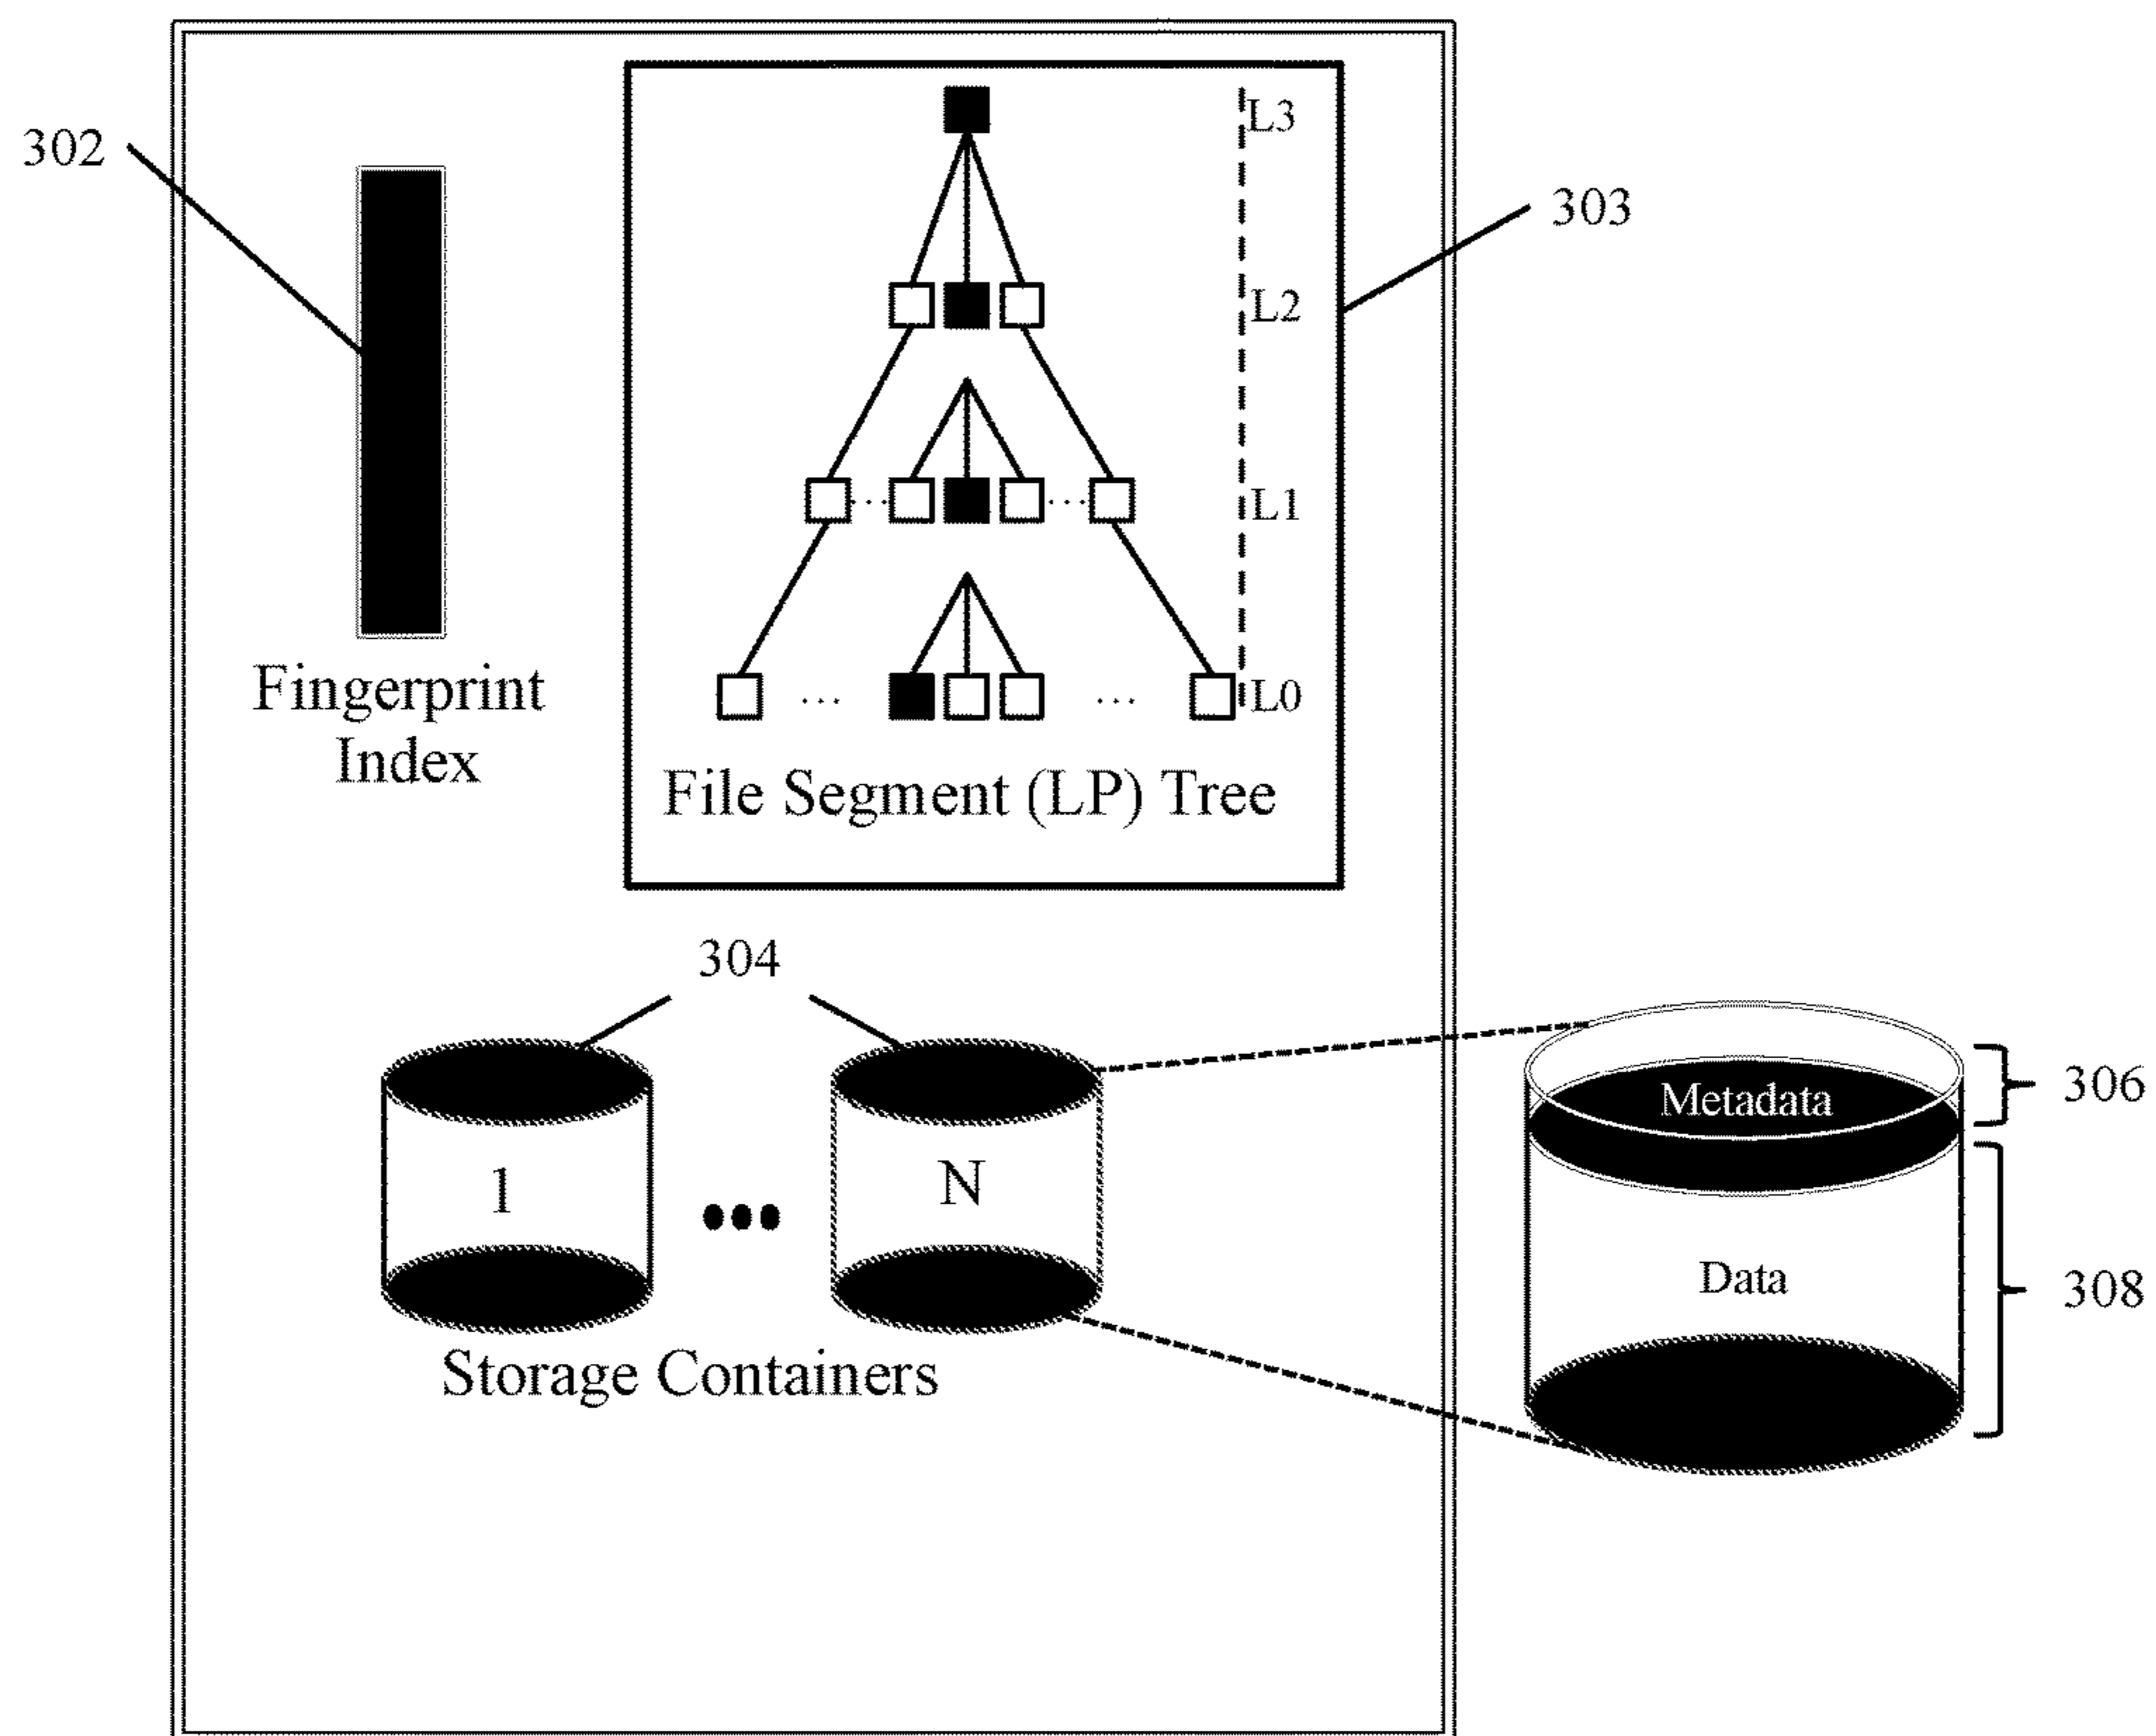 L3
302
303
L2
L1
... ...
L0
... ...
Fingerprint
Index
File Segment (LP) Tree
304
306
Metadata
1
...
N
Data
308
Storage Containers